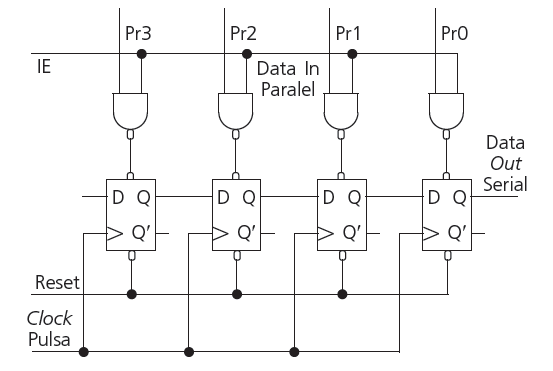 Pr3
Pr2
Pr1
Pr0
IE
Data In
Paralel
Data
Out
Serial
D Q
D Q
D Q
D Q
Q'
Q'
Q'
Q'
Reset
Clock
Pulsa